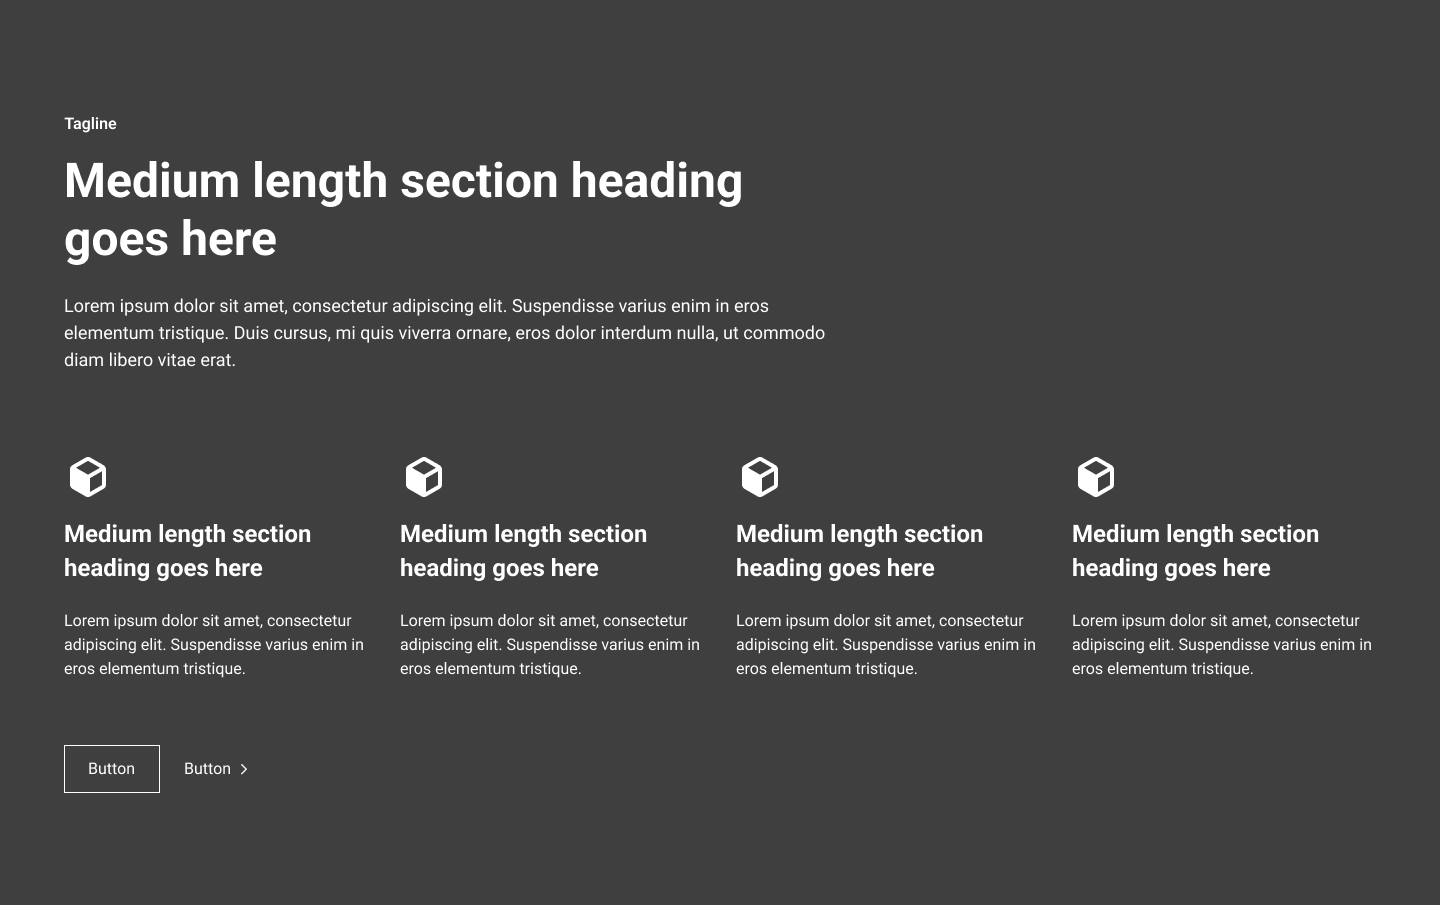 Tagline
Medium length section heading
goes here
Lorem ipsum dolor sit amet, consectetur adipiscing elit. Suspendisse varius enim in eros
elementum tristique. Duis cursus, mi quis viverra ornare, eros dolor interdum nulla, ut commodo
diam libero vitae erat.
Medium length section
heading goes here
Lorem ipsum dolor sit amet, consectetur
adipiscing elit. Suspendisse varius enim in
eros elementum tristique.
Medium length section
heading goes here
Lorem ipsum dolor sit amet, consectetur
adipiscing elit. Suspendisse varius enim in
eros elementum tristique.
Medium length section
heading goes here
Lorem ipsum dolor sit amet, consectetur
adipiscing elit. Suspendisse varius enim in
eros elementum tristique.
Medium length section
heading goes here
Lorem ipsum dolor sit amet, consectetur
adipiscing elit. Suspendisse varius enim in
eros elementum tristique.
Button
Button